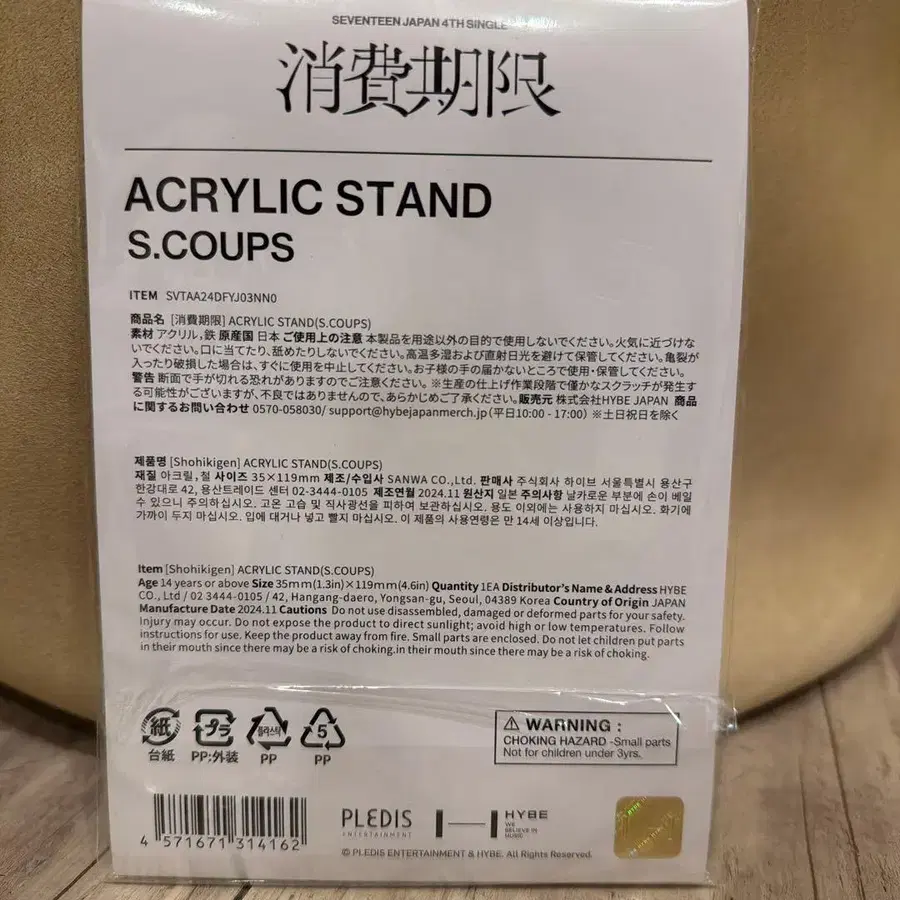 SEVENTEEN JAPAN 4TH SINGLE
消費期限
ACRYLIC STAND
S.COUPS
ITEM SVTAA24DFYJ03NN0
商品名 [消費期限] ACRYLIC STAND(S.COUPS)
素材 アクリル,鉄 原産国 日本 ご使用上の注意 本製品を用途以外の目的で使用しないでください。火気に近づけな
いでください。口に当てたり、舐めたりしないでください。高温多湿および直射日光を避けて保管してください。亀裂が
入ったり破損した場合は、すぐに使用を中止してください。お子様の手の届かないところで使用・保管してください。
警告 断面で手が切れる恐れがありますのでご注意ください。 ※生産の仕上げ作業段階で僅かなスクラッチが発生す
る可能性がございますが、不良ではありませんので、あらかじめご了承ください。販売元 株式会社HYBE JAPAN 商品
に関するお問い合わせ 0570-058030/ support@hybejapanmerch.jp (平日10:00 - 17:00) ※土日祝日を除く
제품명 [Shohikigen] ACRYLIC STAND(S.COUPS)
재질 아크릴,철 사이즈 35×119mm 제조/수입사 SANWA CO.,Ltd. 판매사 주식회사 하이브 서울특별시 용산구
한강대로 42, 용산트레이드 센터 02-3444-0105 제조연월 2024.11 원산지 일본 주의사항 날카로운 부분에 손이 베일
수 있으니 주의하십시오. 고온 고습 및 직사광선을 피하여 보관하십시오. 용도 이외에는 사용하지 마십시오. 화기에
가까이 두지 마십시오. 입에 대거나 넣고 빨지 마십시오. 이 제품의 사용연령은 만 14세 이상입니다.
Item [Shohikigen] ACRYLIC STAND(S.COUPS)
Age 14 years or above Size 35mm(1.3in)×119mm(4.6in) Quantity 1EA Distributor's Name & Address HYBE
CO., Ltd / 02 3444-0105 / 42, Hangang-daero, Yongsan-gu, Seoul, 04389 Korea Country of Origin JAPAN
Manufacture Date 2024.11 Cautions Do not use disassembled, damaged or deformed parts for your safety.
Injury may occur. Do not expose the product to direct sunlight; avoid high or low temperatures. Follow
instructions for use. Keep the product away from fire. Small parts are enclosed. Do not let children put parts
in their mouth since there may be a risk of choking.in their mouth since there may be a risk of choking.
紙 プラ 플라스틱 5
台紙 PP:外装 PP PP
WARNING :
CHOKING HAZARD -Small parts
Not for children under 3yrs.
4 571671 314162
PLEDIS
ENTERTAINMENT
HYBE
WE
BELIEVE IN
MUSIC
© PLEDIS ENTERTAINMENT & HYBE. All Rights Reserved.